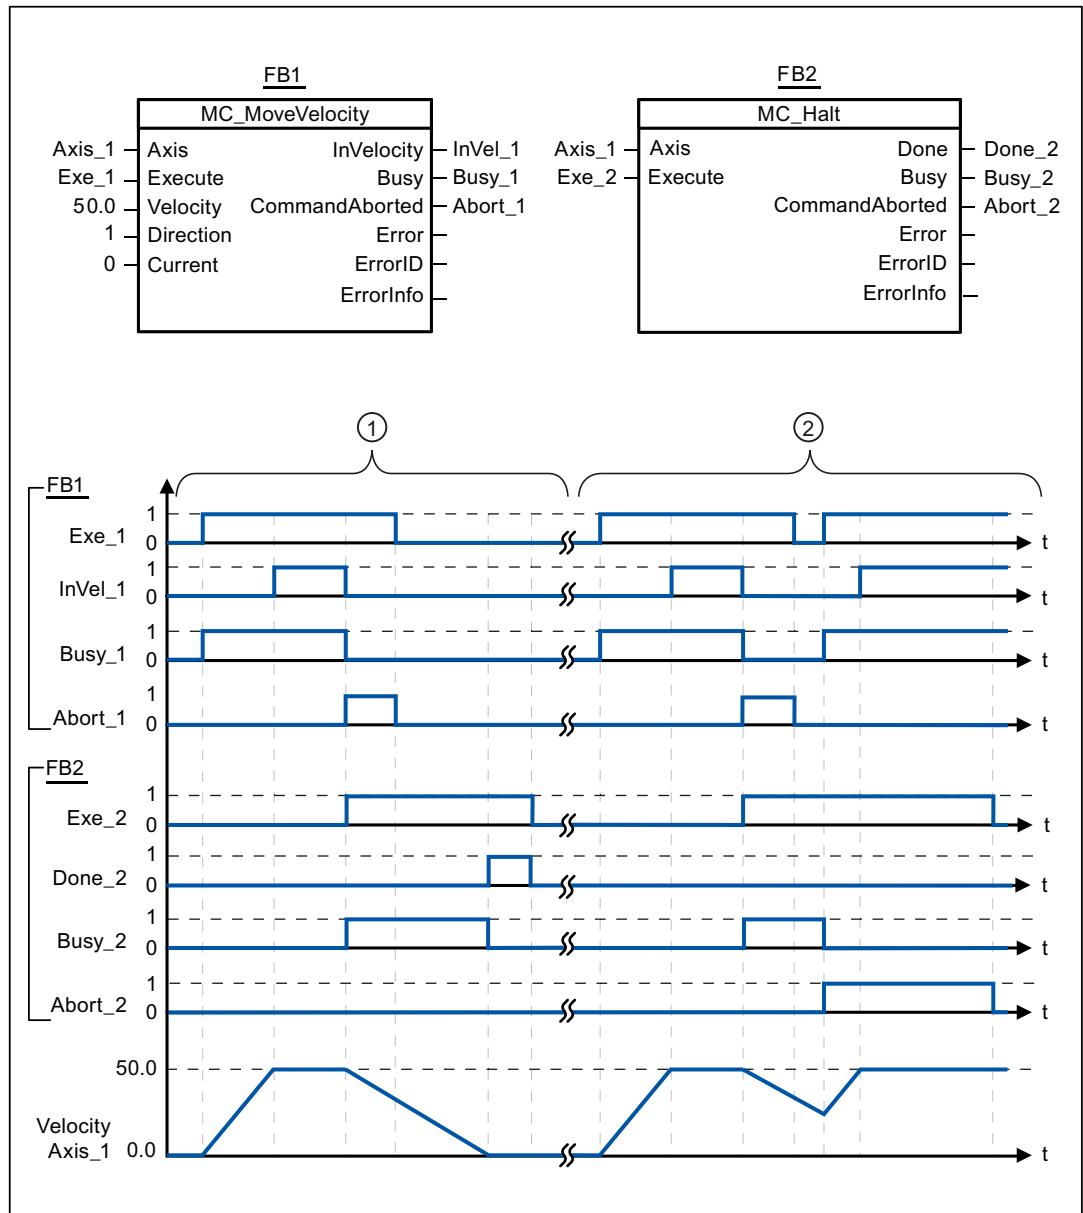 FB1
FB2
MC_MoveVelocity
MC_Halt
Axis_1 Axis InVelocity InVel_1
Exe_1 Execute Busy Busy_1
50.0 Velocity CommandAborted Abort_1
1 Direction Error
0 Current ErrorID
ErrorInfo
Axis_1 Axis Done Done_2
Exe_2 Execute Busy Busy_2
CommandAborted Abort_2
Error
ErrorID
ErrorInfo
1
2
FB1
Exe_1 1 0 t
InVel_1 1 0 t
Busy_1 1 0 t
Abort_1 1 0 t
FB2
Exe_2 1 0 t
Done_2 1 0 t
Busy_2 1 0 t
Abort_2 1 0 t
50.0
Velocity
Axis_1 0.0 t